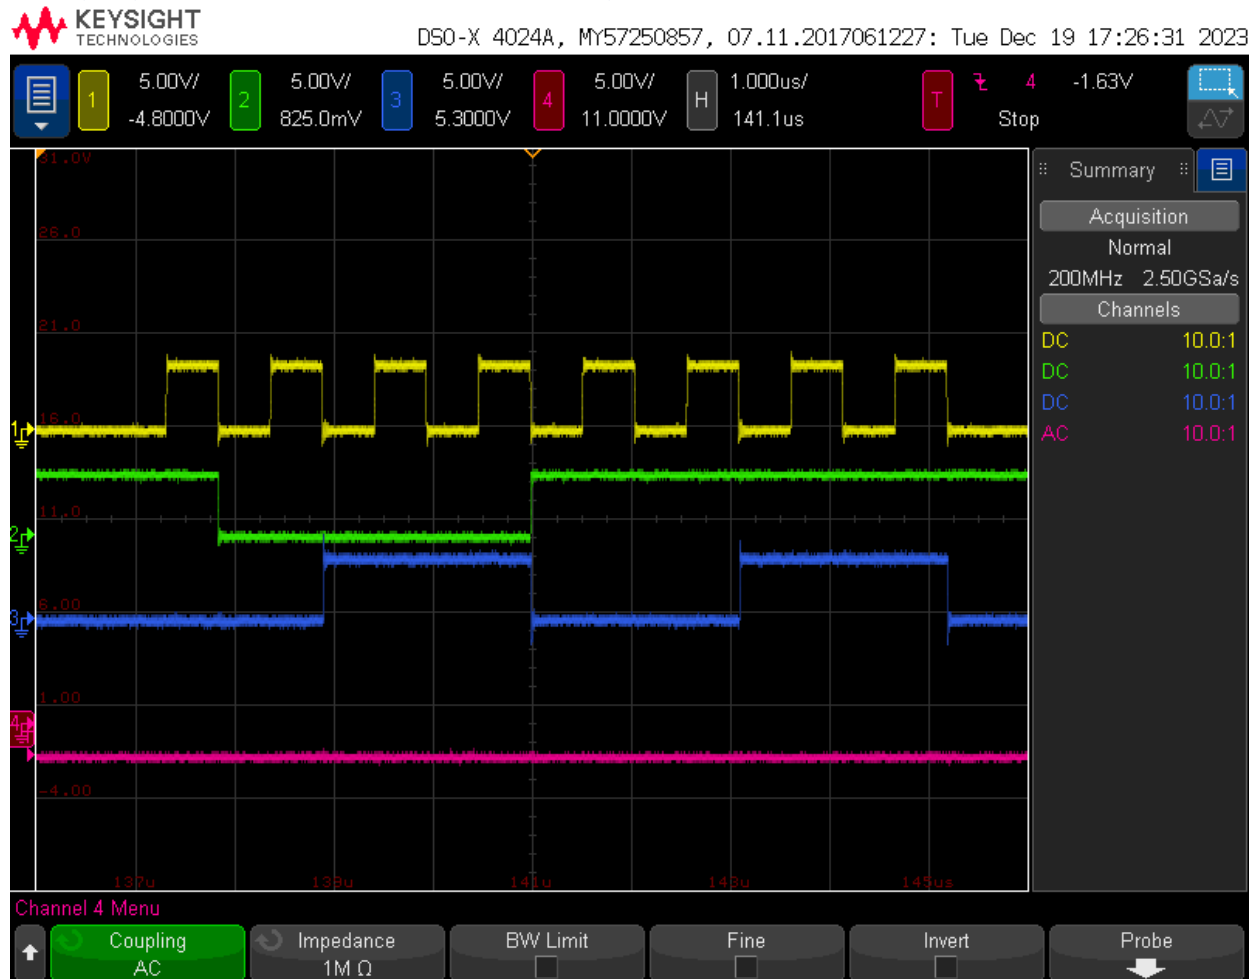 KEYSIGHT
TECHNOLOGIES
DSO-X 4024A, MY57250857, 07.11.2017061227: Tue Dec 19 17:26:31 2023
1 5.00V/ 2 5.00V/ 3 5.00V/ 4 5.00V/ H 1.000us/ T 4 -1.63V
-4.8000V 825.0mV 5.3000V 11.0000V 141.1us Stop
31.0V
26.0
21.0
16.0
11.0
6.00
1.00
-4.00
1
2
3
4
137u 139u 141u 143u 145us
Summary
Acquisition
Normal
200MHz 2.50GSa/s
Channels
DC 10.0:1
DC 10.0:1
DC 10.0:1
AC 10.0:1
Channel 4 Menu
Coupling Impedance BW Limit Fine Invert Probe
AC 1M Ω